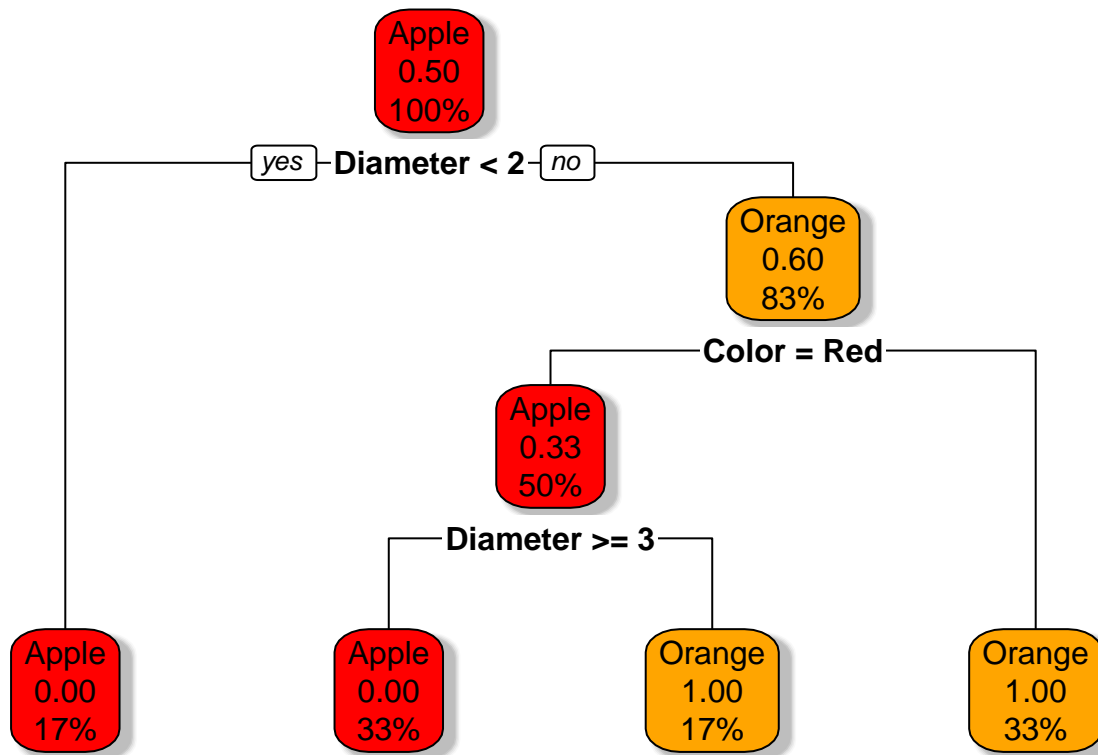 Apple
0.50
100%
yes Diameter < 2 no
Orange
0.60
83%
Color = Red
Apple
0.33
50%
Diameter >= 3
Apple
0.00
17%
Apple
0.00
33%
Orange
1.00
17%
Orange
1.00
33%